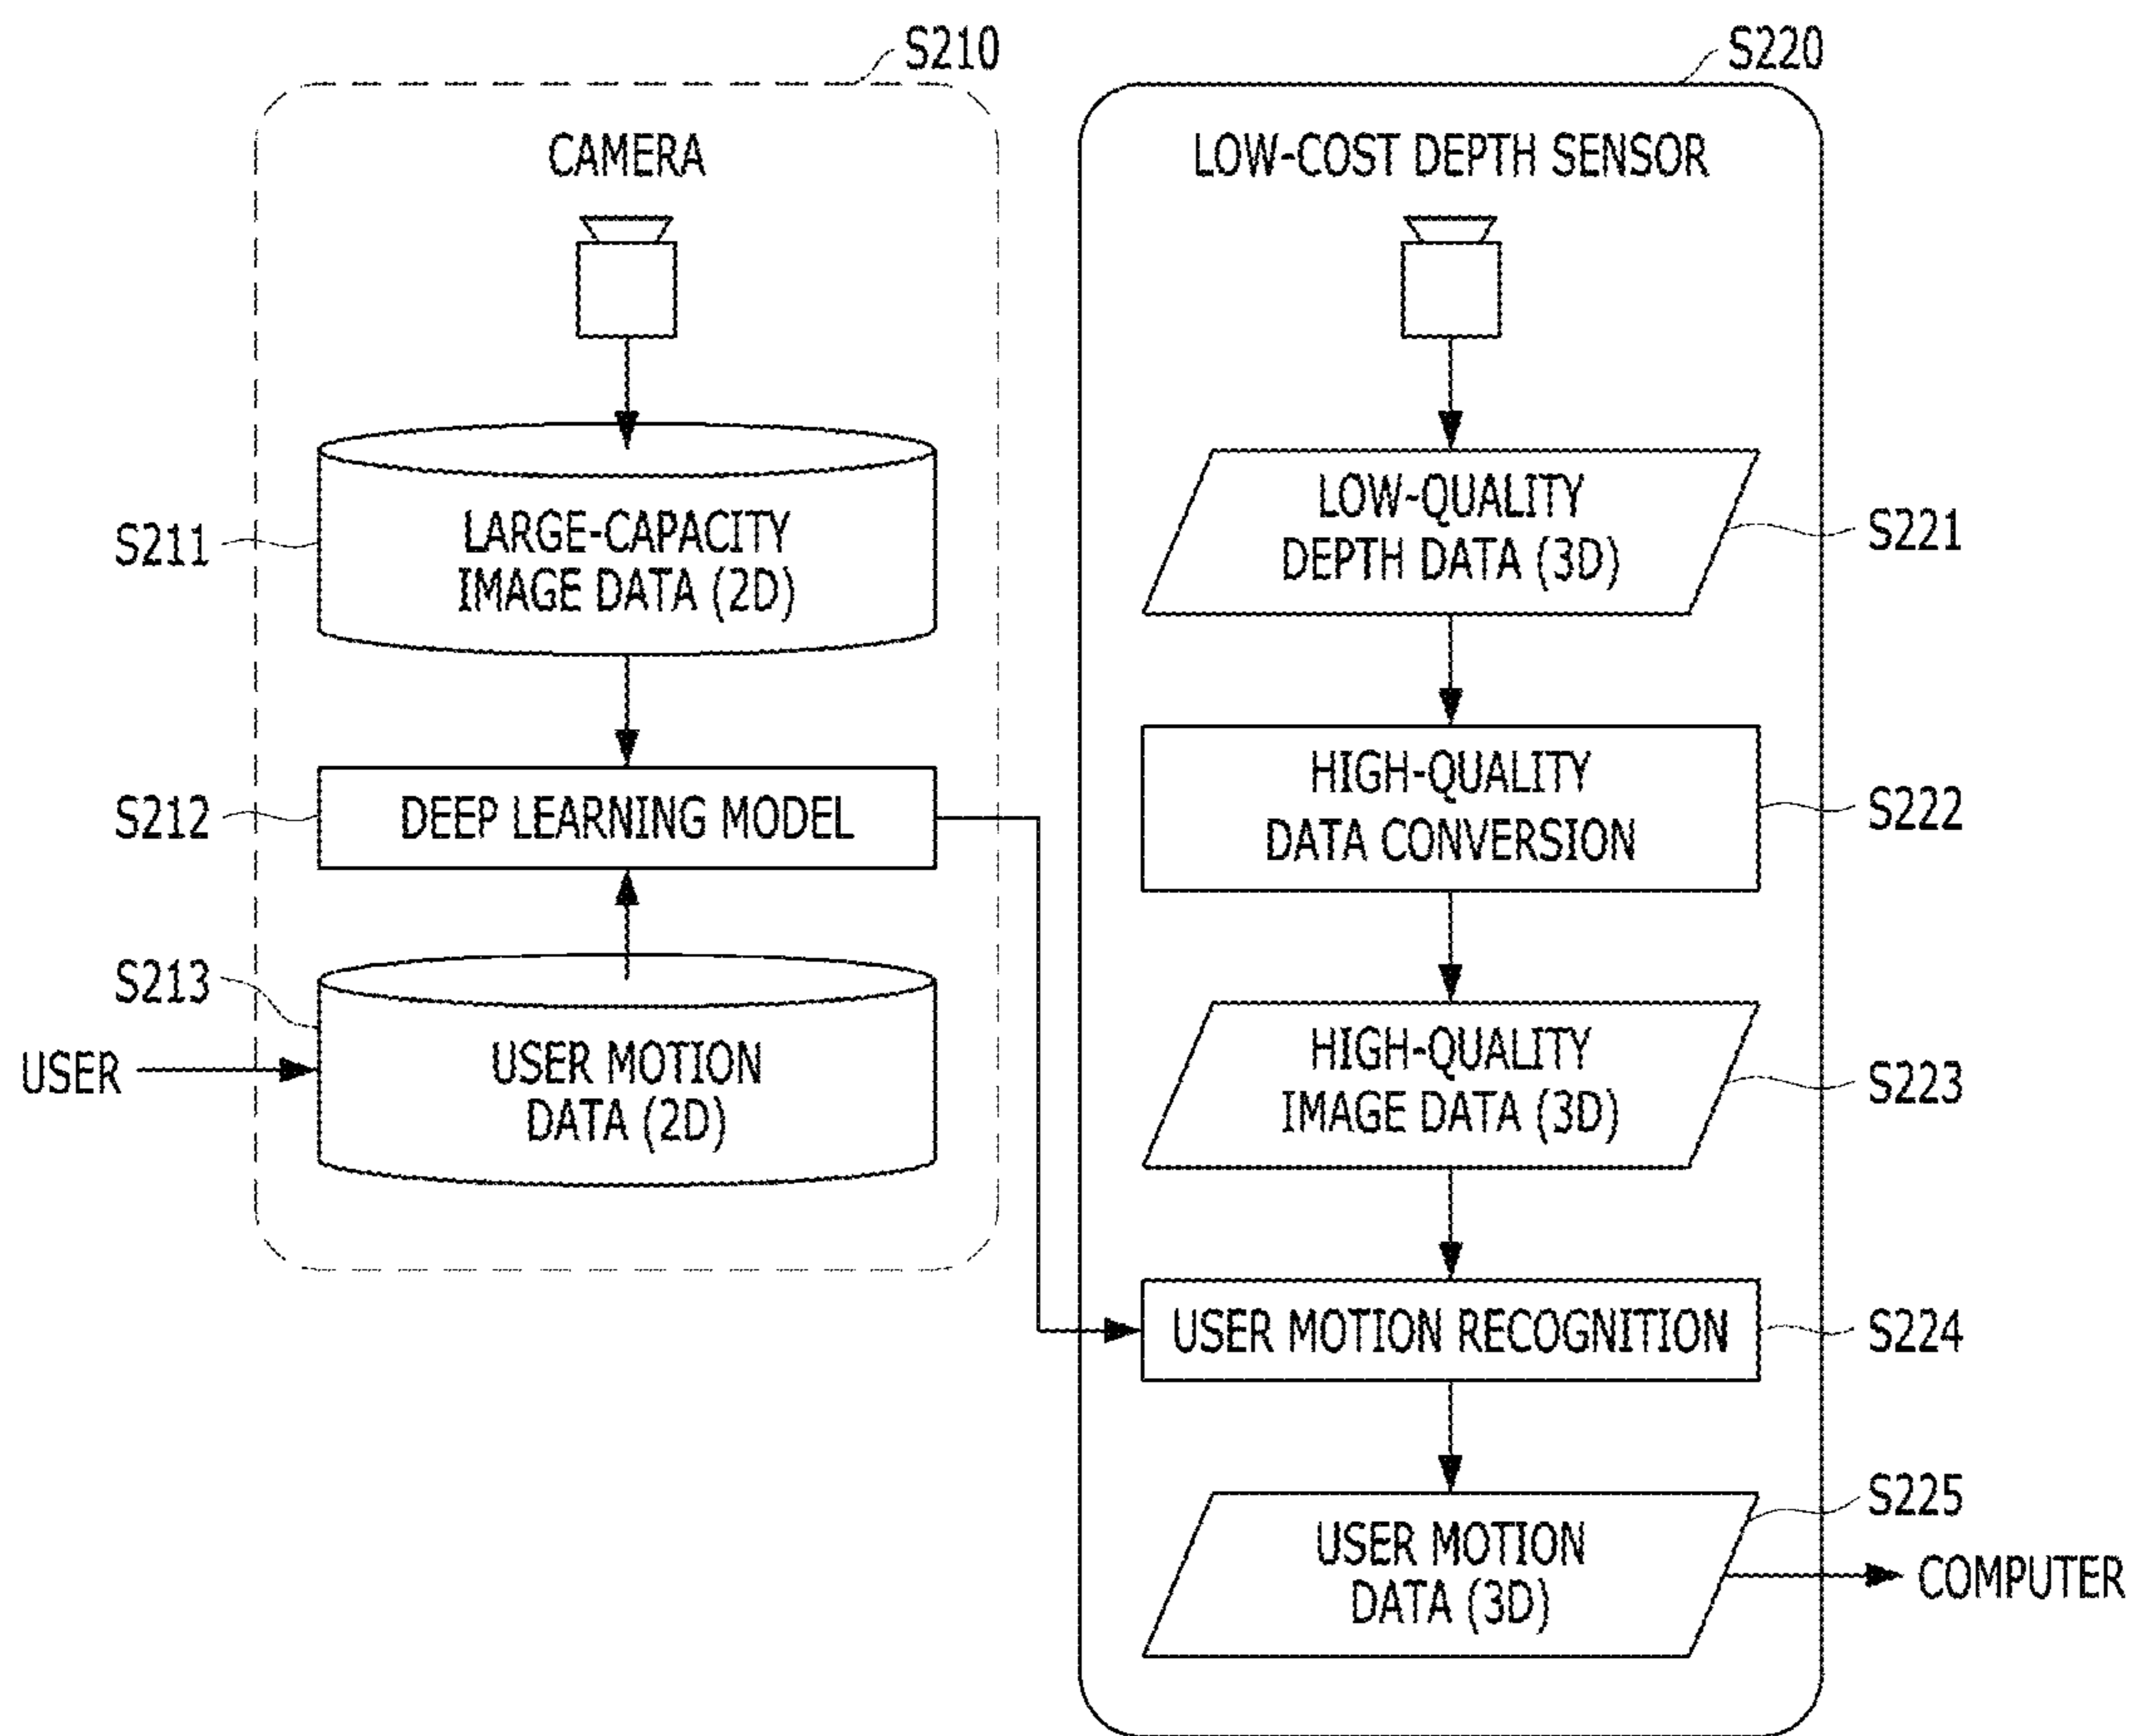 S210
CAMERA
S211
LARGE-CAPACITY
IMAGE DATA (2D)
S212
DEEP LEARNING MODEL
S213
USER
USER MOTION
DATA (2D)
S220
LOW-COST DEPTH SENSOR
LOW-QUALITY
DEPTH DATA (3D)
S221
HIGH-QUALITY
DATA CONVERSION
S222
HIGH-QUALITY
IMAGE DATA (3D)
S223
USER MOTION RECOGNITION
S224
S225
USER MOTION
DATA (3D)
COMPUTER